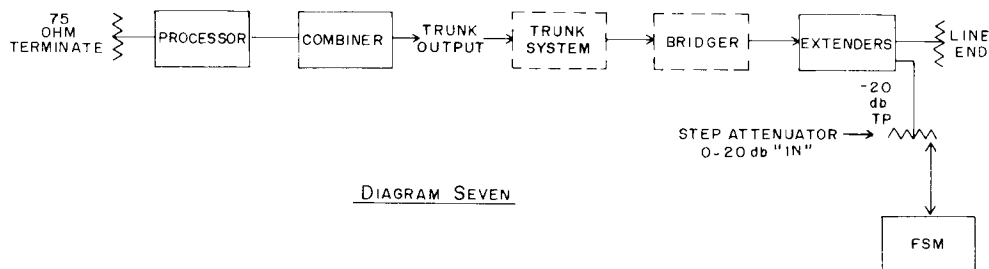 75
OHM
TERMINATE
PROCESSOR
COMBINER
TRUNK
OUTPUT
TRUNK
SYSTEM
BRIDGER
EXTENDERS
LINE
END
-20
db
TP
STEP ATTENUATOR
0-20 db "IN"
DIAGRAM SEVEN
FSM